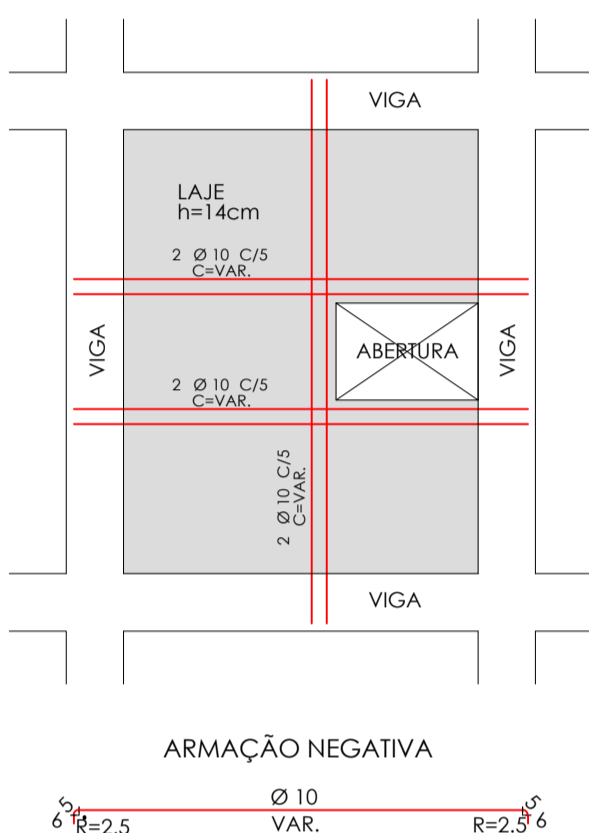 VIGA
LAJE
h=14cm
2 Ø 10 C/5
C=VAR.
VIGA
ABERTURA
VIGA
2 Ø 10 C/5
C=VAR.
2 Ø 10 C/5
C=VAR.
VIGA
ARMAÇÃO NEGATIVA
Ø 10
5
6
R=2.5
VAR.
R=2.5
5
6